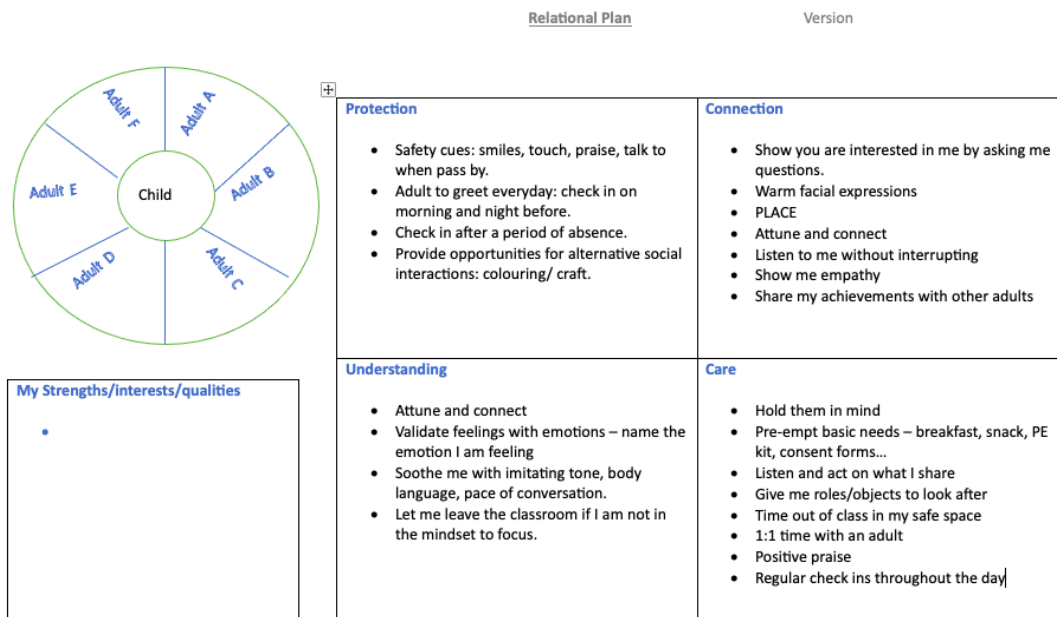 Relational Plan
Version
Adult A
Adult B
Adult C
Adult D
Adult E
Adult F
Child
Protection
• Safety cues: smiles, touch, praise, talk to
when pass by.
• Adult to greet everyday: check in on
morning and night before.
• Check in after a period of absence.
• Provide opportunities for alternative social
interactions: colouring/ craft.
Connection
• Show you are interested in me by asking me
questions.
• Warm facial expressions
• PLACE
• Attune and connect
• Listen to me without interrupting
• Show me empathy
• Share my achievements with other adults
My Strengths/interests/qualities
Understanding
• Attune and connect
• Validate feelings with emotions – name the
emotion I am feeling
• Soothe me with imitating tone, body
language, pace of conversation.
• Let me leave the classroom if I am not in
the mindset to focus.
Care
• Hold them in mind
• Pre-empt basic needs – breakfast, snack, PE
kit, consent forms...
• Listen and act on what I share
• Give me roles/objects to look after
• Time out of class in my safe space
• 1:1 time with an adult
• Positive praise
• Regular check ins throughout the day